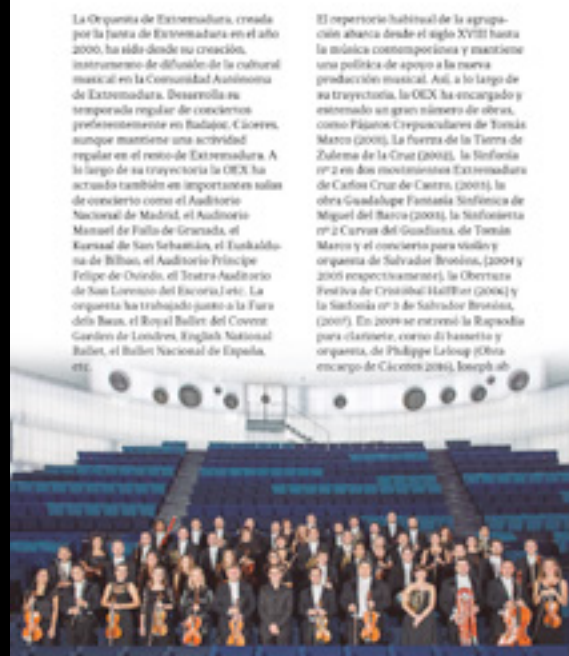 La Orquesta de Extremadura, creada
por la Junta de Extremadura en el año
2000, ha sido desde su creación,
instrumento de difusión de la cultural
musical en la Comunidad Autónoma
de Extremadura. Desarrolla su
temporada regular de conciertos
preferentemente en Badajoz, Cáceres,
aunque mantiene una actividad
regular en el resto de Extremadura. A
lo largo de su trayectoria la OEX ha
actuado también en importantes salas
de concierto como el Auditorio
Nacional de Madrid, el Auditorio
Manuel de Falla de Granada, el
Kursaal de San Sebastián, el Euskaldu-
na de Bilbao, el Auditorio Príncipe
Felipe de Oviedo, el Teatro Auditorio
de San Lorenzo del Escorial,etc. La
orquesta ha trabajado junto a la Fura
dels Baus, el Royal Ballet del Covent
Garden de Londres, English National
Ballet, el Ballet Nacional de España,
etc.
El repertorio habitual de la agrupa-
ción abarca desde el siglo XVIII hasta
la música contemporánea y mantiene
una política de apoyo a la nueva
producción musical. Así, a lo largo de
su trayectoria, la OEX ha encargado y
estrenado un gran número de obras,
como Pájaros Crepusculares de Tomás
Marco (2001), La fuerza de la Tierra de
Zulema de la Cruz (2002), la Sinfonía
nº 2 en dos movimientos Extremadura
de Carlos Cruz de Castro, (2003), la
obra Guadalupe Fantasía Sinfónica de
Miguel del Barco (2003), la Sinfonietta
nº 2 Curvas del Guadiana, de Tomás
Marco y el concierto para violín y
orquesta de Salvador Brotóns, (2004 y
2005 respectivamente), la Obertura
Festiva de Cristóbal Halffter (2006) y
la Sinfonía nº 5 de Salvador Brotóns,
(2007). En 2009 se estrenó la Rapsodia
para clarinete, corno di bassetto y
orquesta, de Philippe Leloup (Obra
encargo de Cáceres 2016), Joseph ab